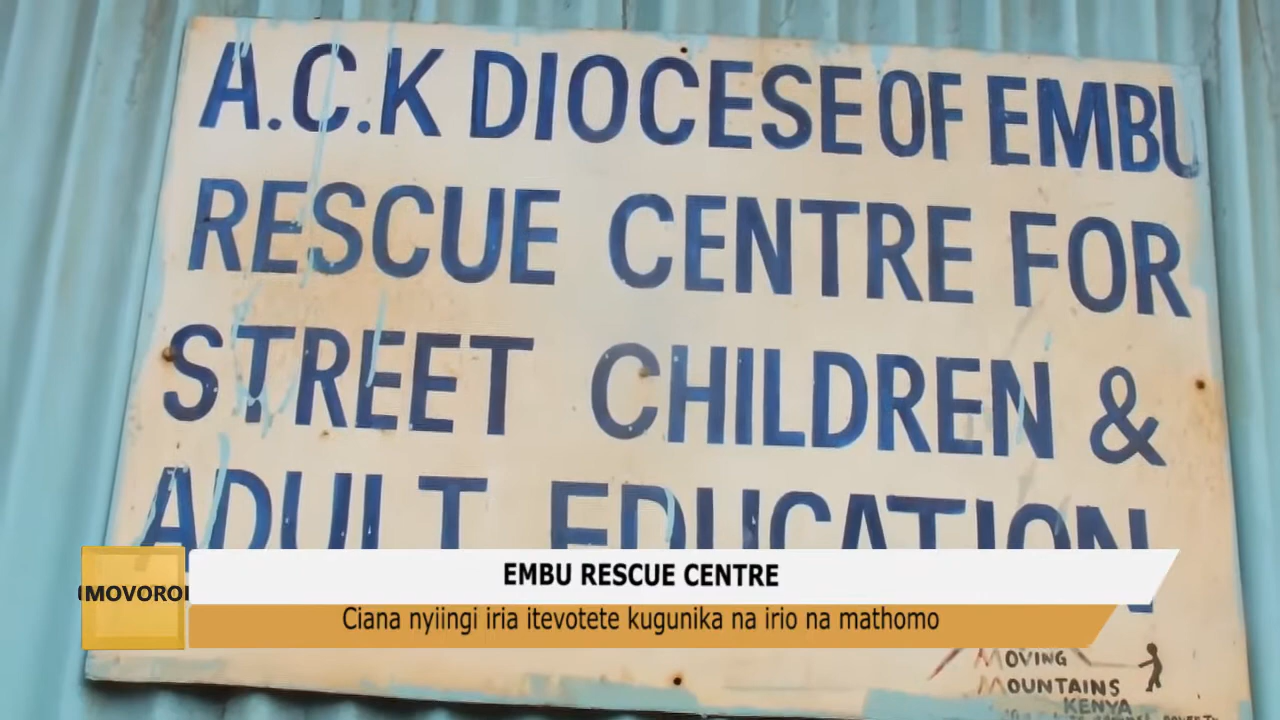 A.C.K DIOCESE OF EMBU
RESCUE CENTRE FOR
STREET CHILDREN &
ADULT EDUCATION
EMBU RESCUE CENTRE
MOVORO
Ciana nyiingi iria itevotete kugunika na irio na mathomo
MOVING
MOUNTAINS
KENYA